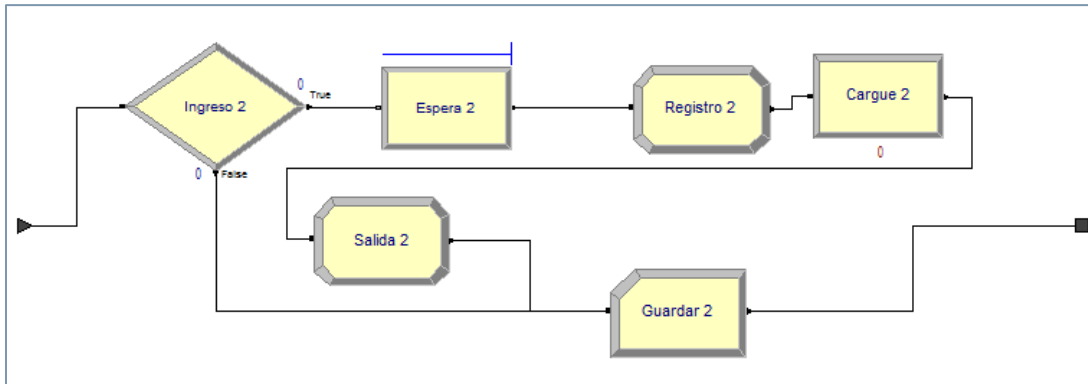 Ingreso 2
0
True
0
False
Espera 2
Registro 2
Cargue 2
0
Salida 2
Guardar 2